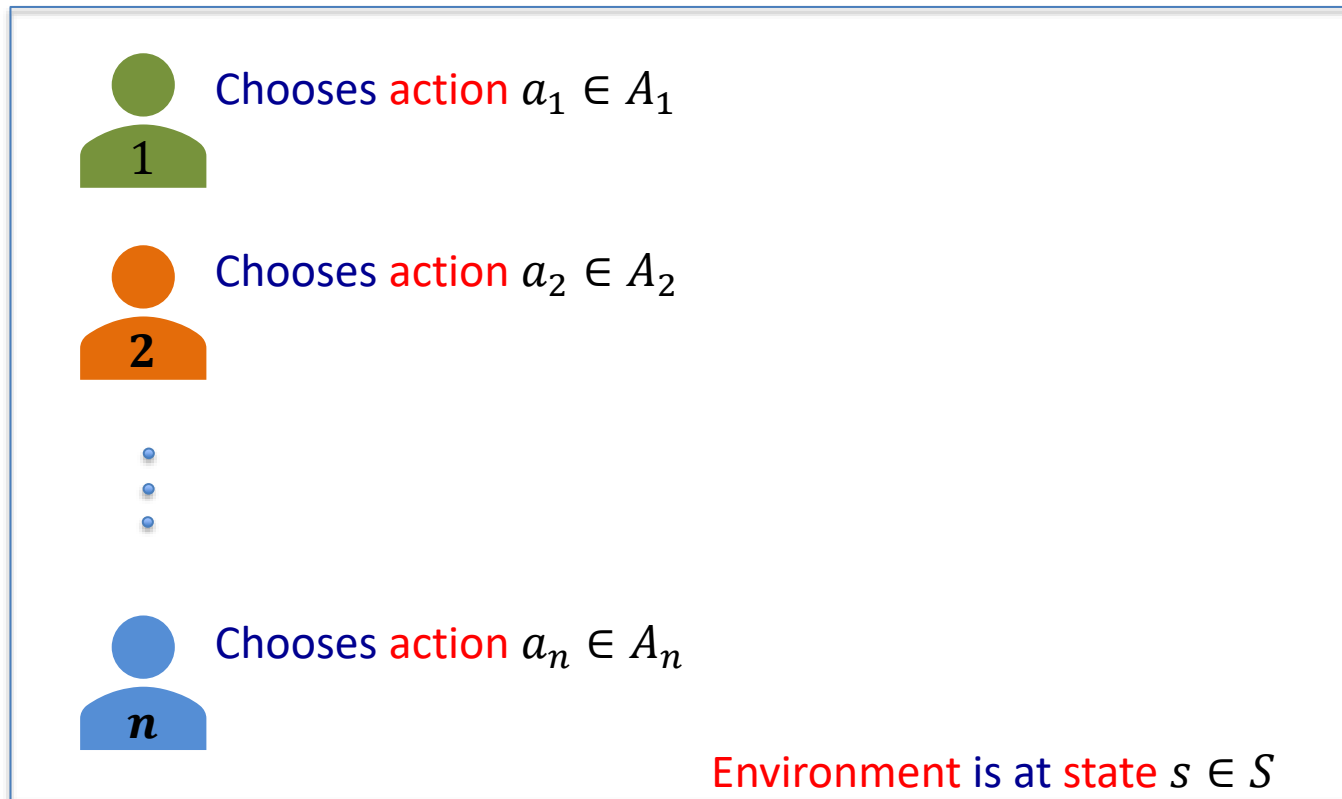 Chooses action a₁ ∈ A₁
1
Chooses action a₂ ∈ A₂
2
Chooses action aₙ ∈ Aₙ
n
Environment is at state s ∈ S